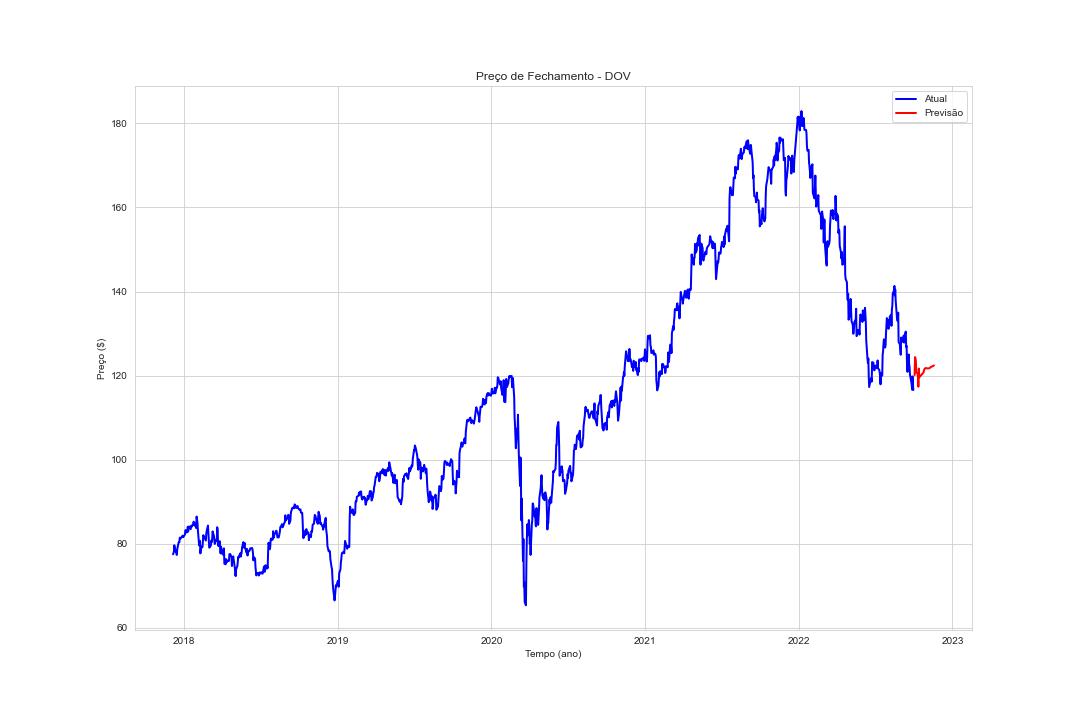 Preço de Fechamento - DOV
Atual
Previsão
Preço ($)
180
160
140
120
100
80
60
2018
2019
2020
2021
2022
2023
Tempo (ano)